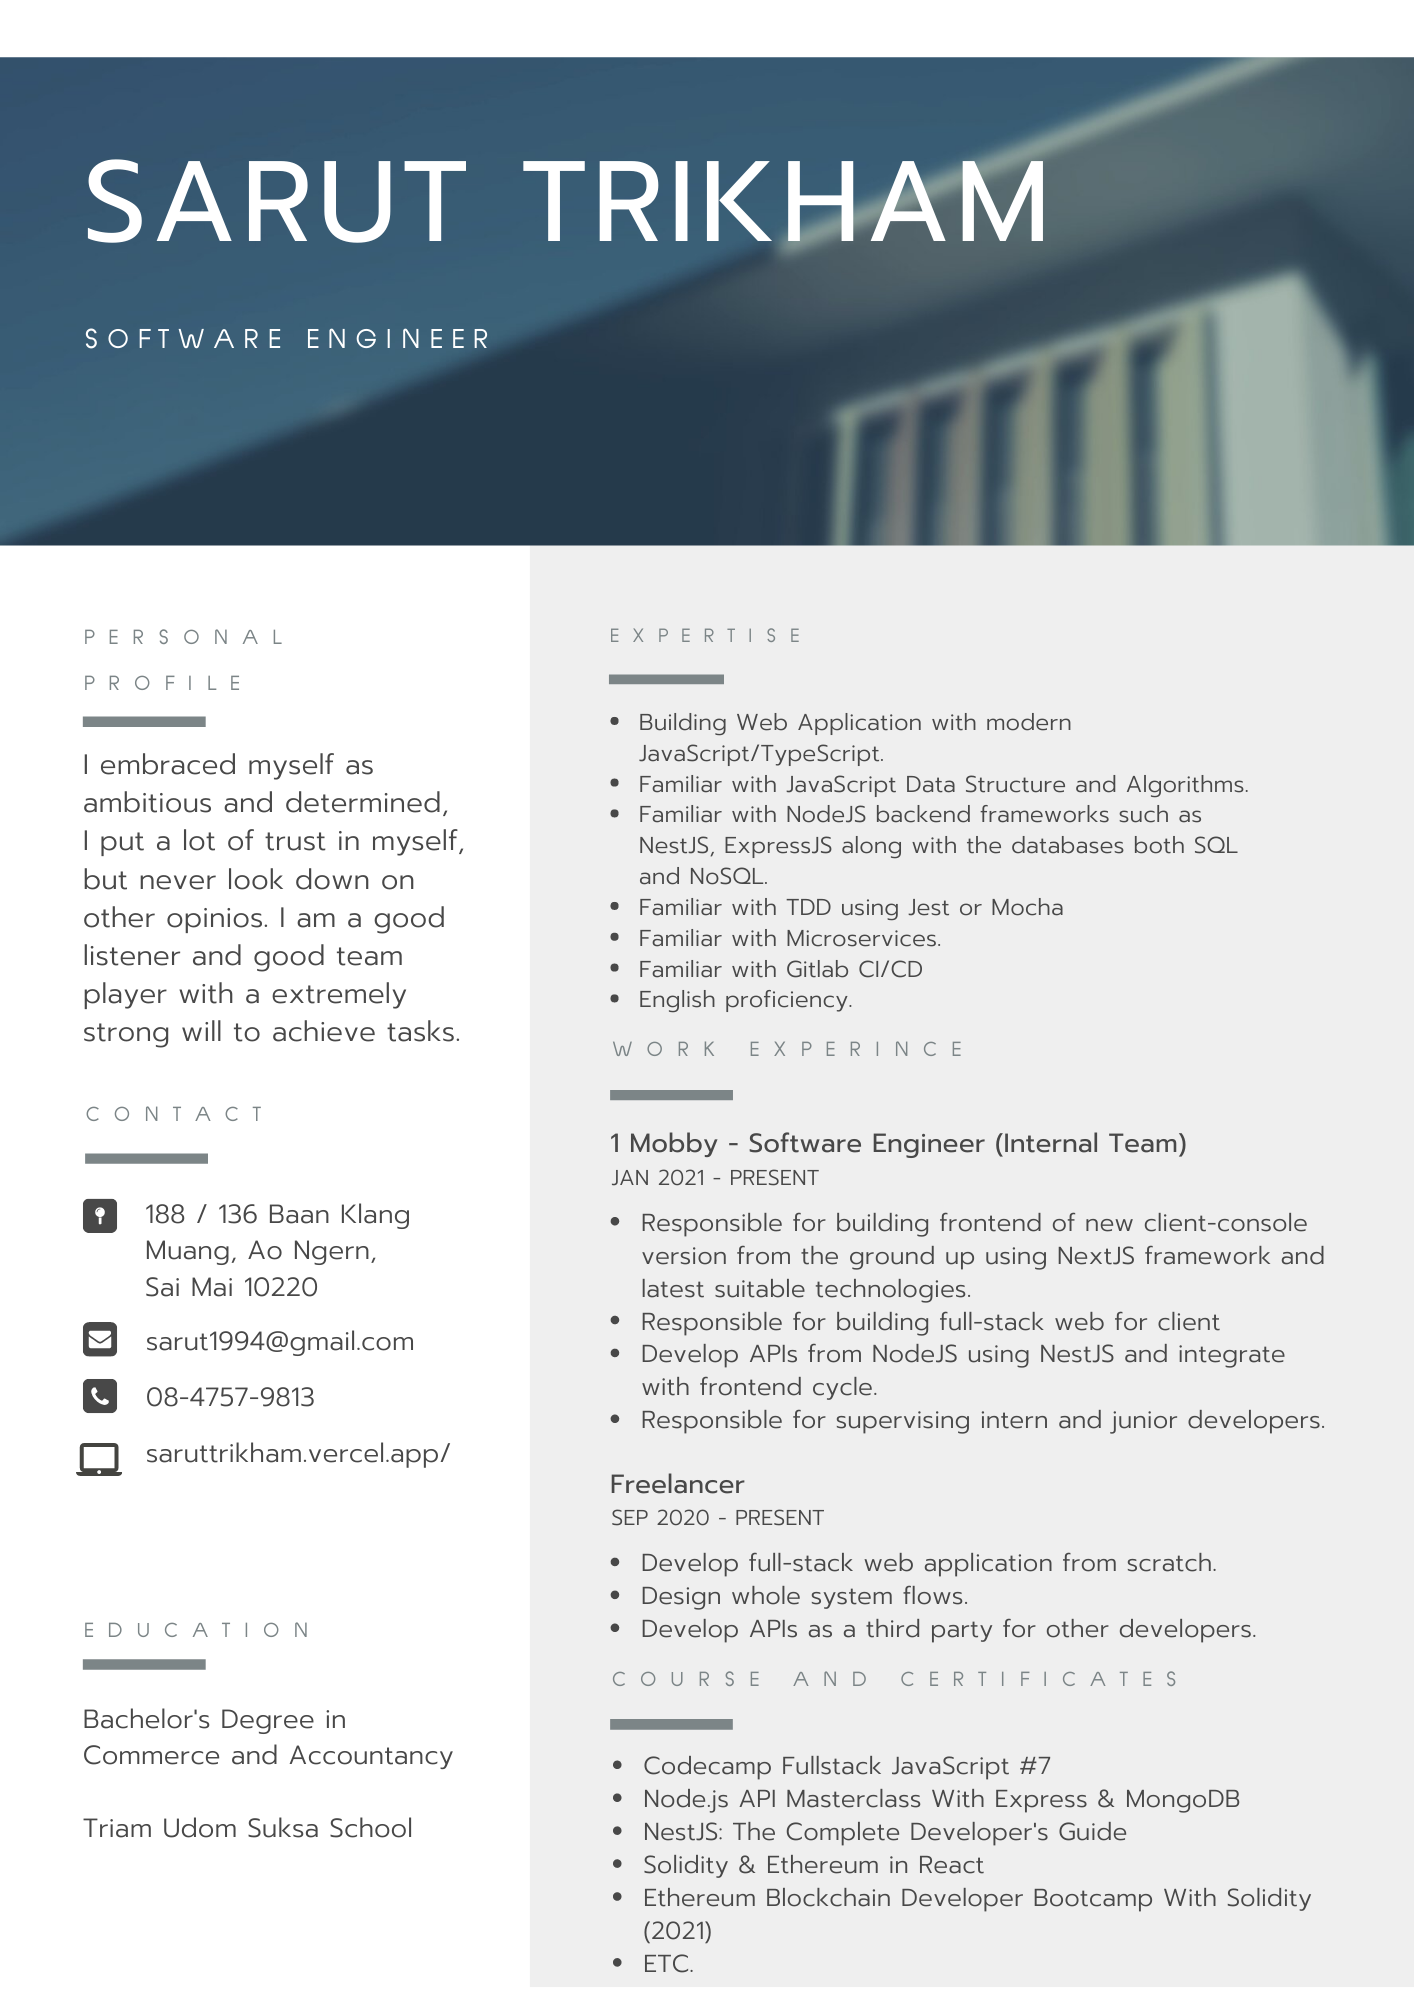 SARUT TRIKHAM
SOFTWARE ENGINEER
PERSONAL
PROFILE
I embraced myself as
ambitious and determined,
I put a lot of trust in myself,
but never look down on
other opinios. I am a good
listener and good team
player with a extremely
strong will to achieve tasks.
CONTACT
188 / 136 Baan Klang
Muang, Ao Ngern,
Sai Mai 10220
sarut1994@gmail.com
08-4757-9813
saruttrikham.vercel.app/
EDUCATION
Bachelor's Degree in
Commerce and Accountancy
Triam Udom Suksa School
EXPERTISE
• Building Web Application with modern
JavaScript/TypeScript.
• Familiar with JavaScript Data Structure and Algorithms.
• Familiar with NodeJS backend frameworks such as
NestJS, ExpressJS along with the databases both SQL
and NoSQL.
• Familiar with TDD using Jest or Mocha
• Familiar with Microservices.
• Familiar with Gitlab CI/CD
• English proficiency.
WORK EXPERINCE
1 Mobby - Software Engineer (Internal Team)
JAN 2021 - PRESENT
• Responsible for building frontend of new client-console
version from the ground up using NextJS framework and
latest suitable technologies.
• Responsible for building full-stack web for client
• Develop APIs from NodeJS using NestJS and integrate
with frontend cycle.
• Responsible for supervising intern and junior developers.
Freelancer
SEP 2020 - PRESENT
• Develop full-stack web application from scratch.
• Design whole system flows.
• Develop APIs as a third party for other developers.
COURSE AND CERTIFICATES
• Codecamp Fullstack JavaScript #7
• Node.js API Masterclass With Express & MongoDB
• NestJS: The Complete Developer's Guide
• Solidity & Ethereum in React
• Ethereum Blockchain Developer Bootcamp With Solidity
(2021)
• ETC.